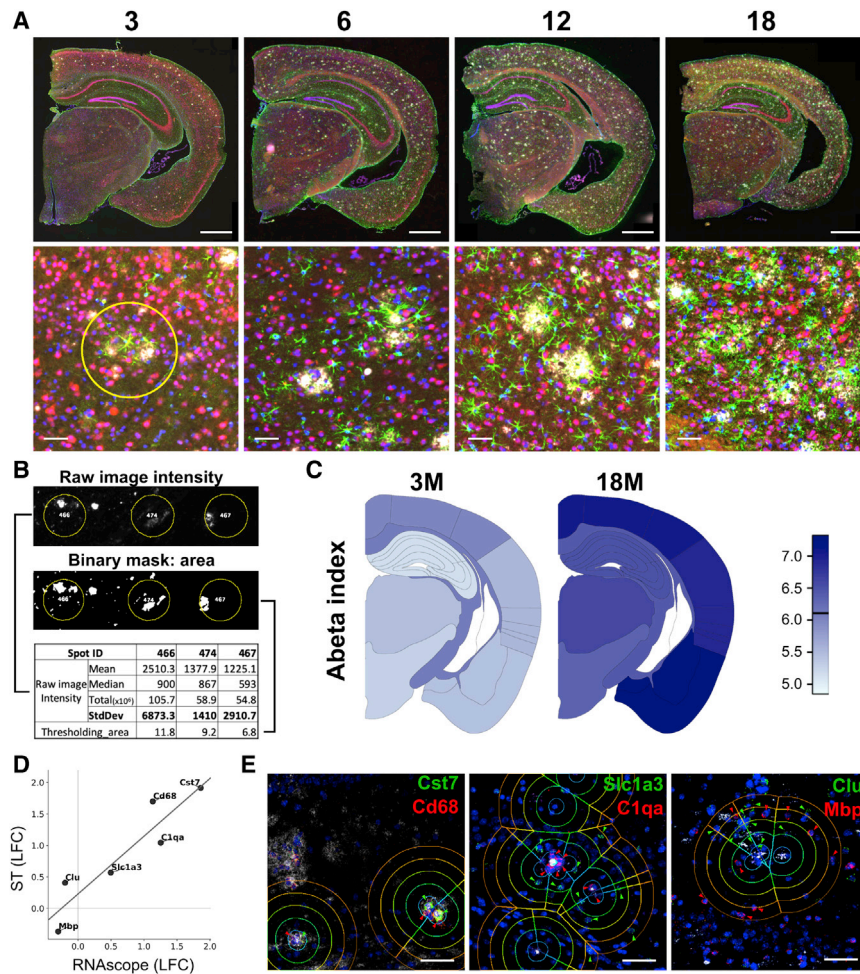 A
3 6 12 18
B
Raw image intensity
466 474 467
Binary mask: area
466 474 467
Spot ID 466 474 467
Raw image Intensity
Mean 2510.3 1377.9 1225.1
Median 900 867 593
Total(x10⁶) 105.7 58.9 54.8
StdDev 6873.3 1410 2910.7
Thresholding_area 11.8 9.2 6.8
C
3M 18M
Abeta index
7.0
6.5
6.0
5.5
5.0
D
ST (LFC)
2.0
1.5
1.0
0.5
0.0
Cst7
Cd68
C1qa
Slc1a3
Clu
Mbp
0.0 0.5 1.0 1.5 2.0
RNAscope (LFC)
E
Cst7
Cd68
Slc1a3
C1qa
Clu
Mbp